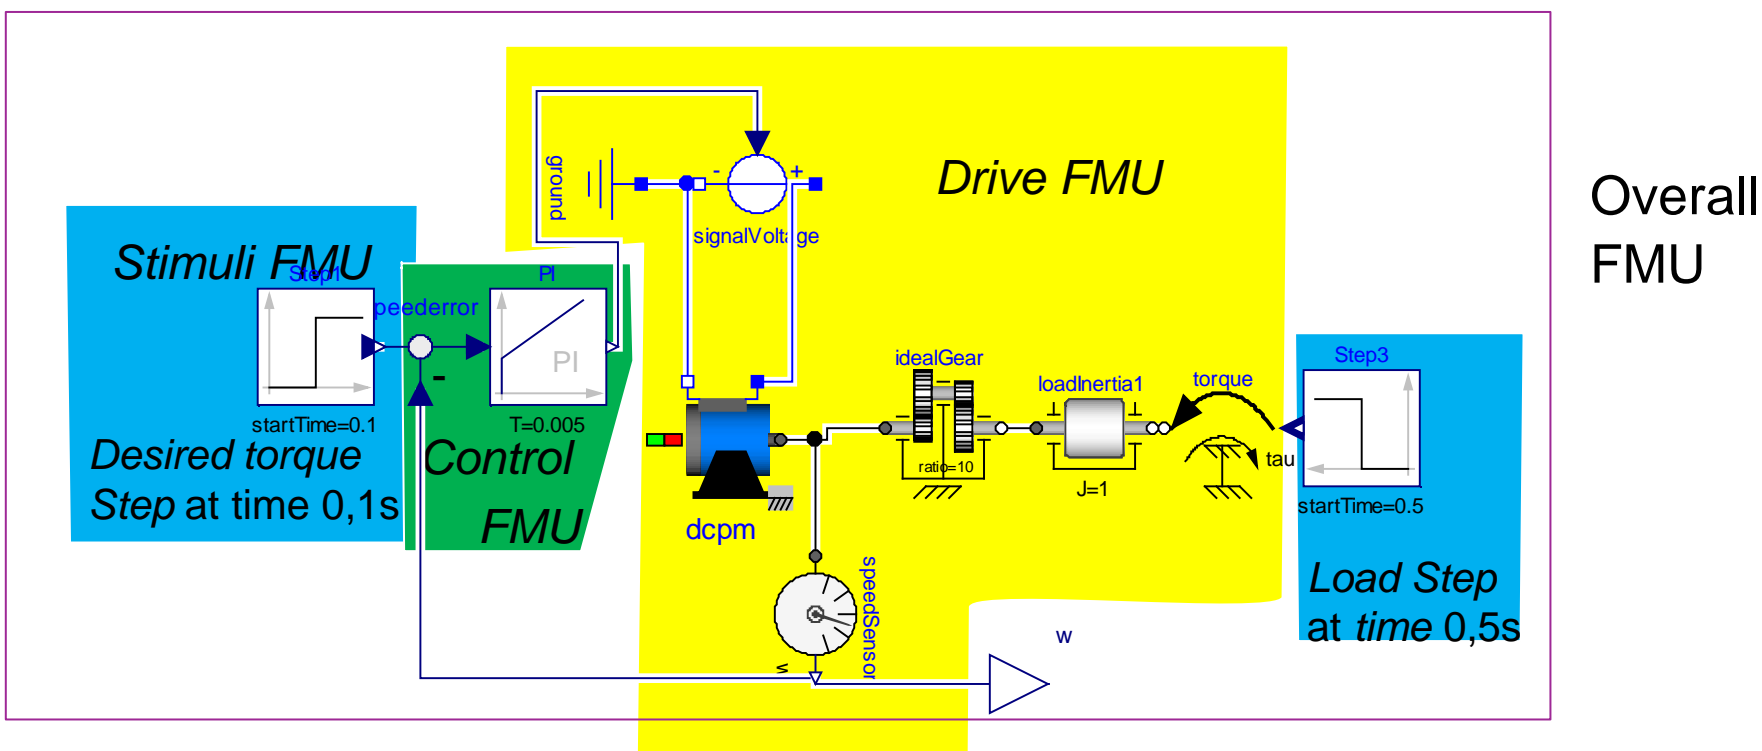 Overall
FMU
Drive FMU
ground
-
+
signalVoltage
Stimuli FMU
Step1
startTime=0.1
Desired torque
Step at time 0,1s
peederror
-
PI
PI
T=0.005
Control
FMU
dcpm
idealGear
ratio=10
loadInertia1
J=1
torque
tau
Step3
startTime=0.5
Load Step
at time 0,5s
speedSensor
w
w